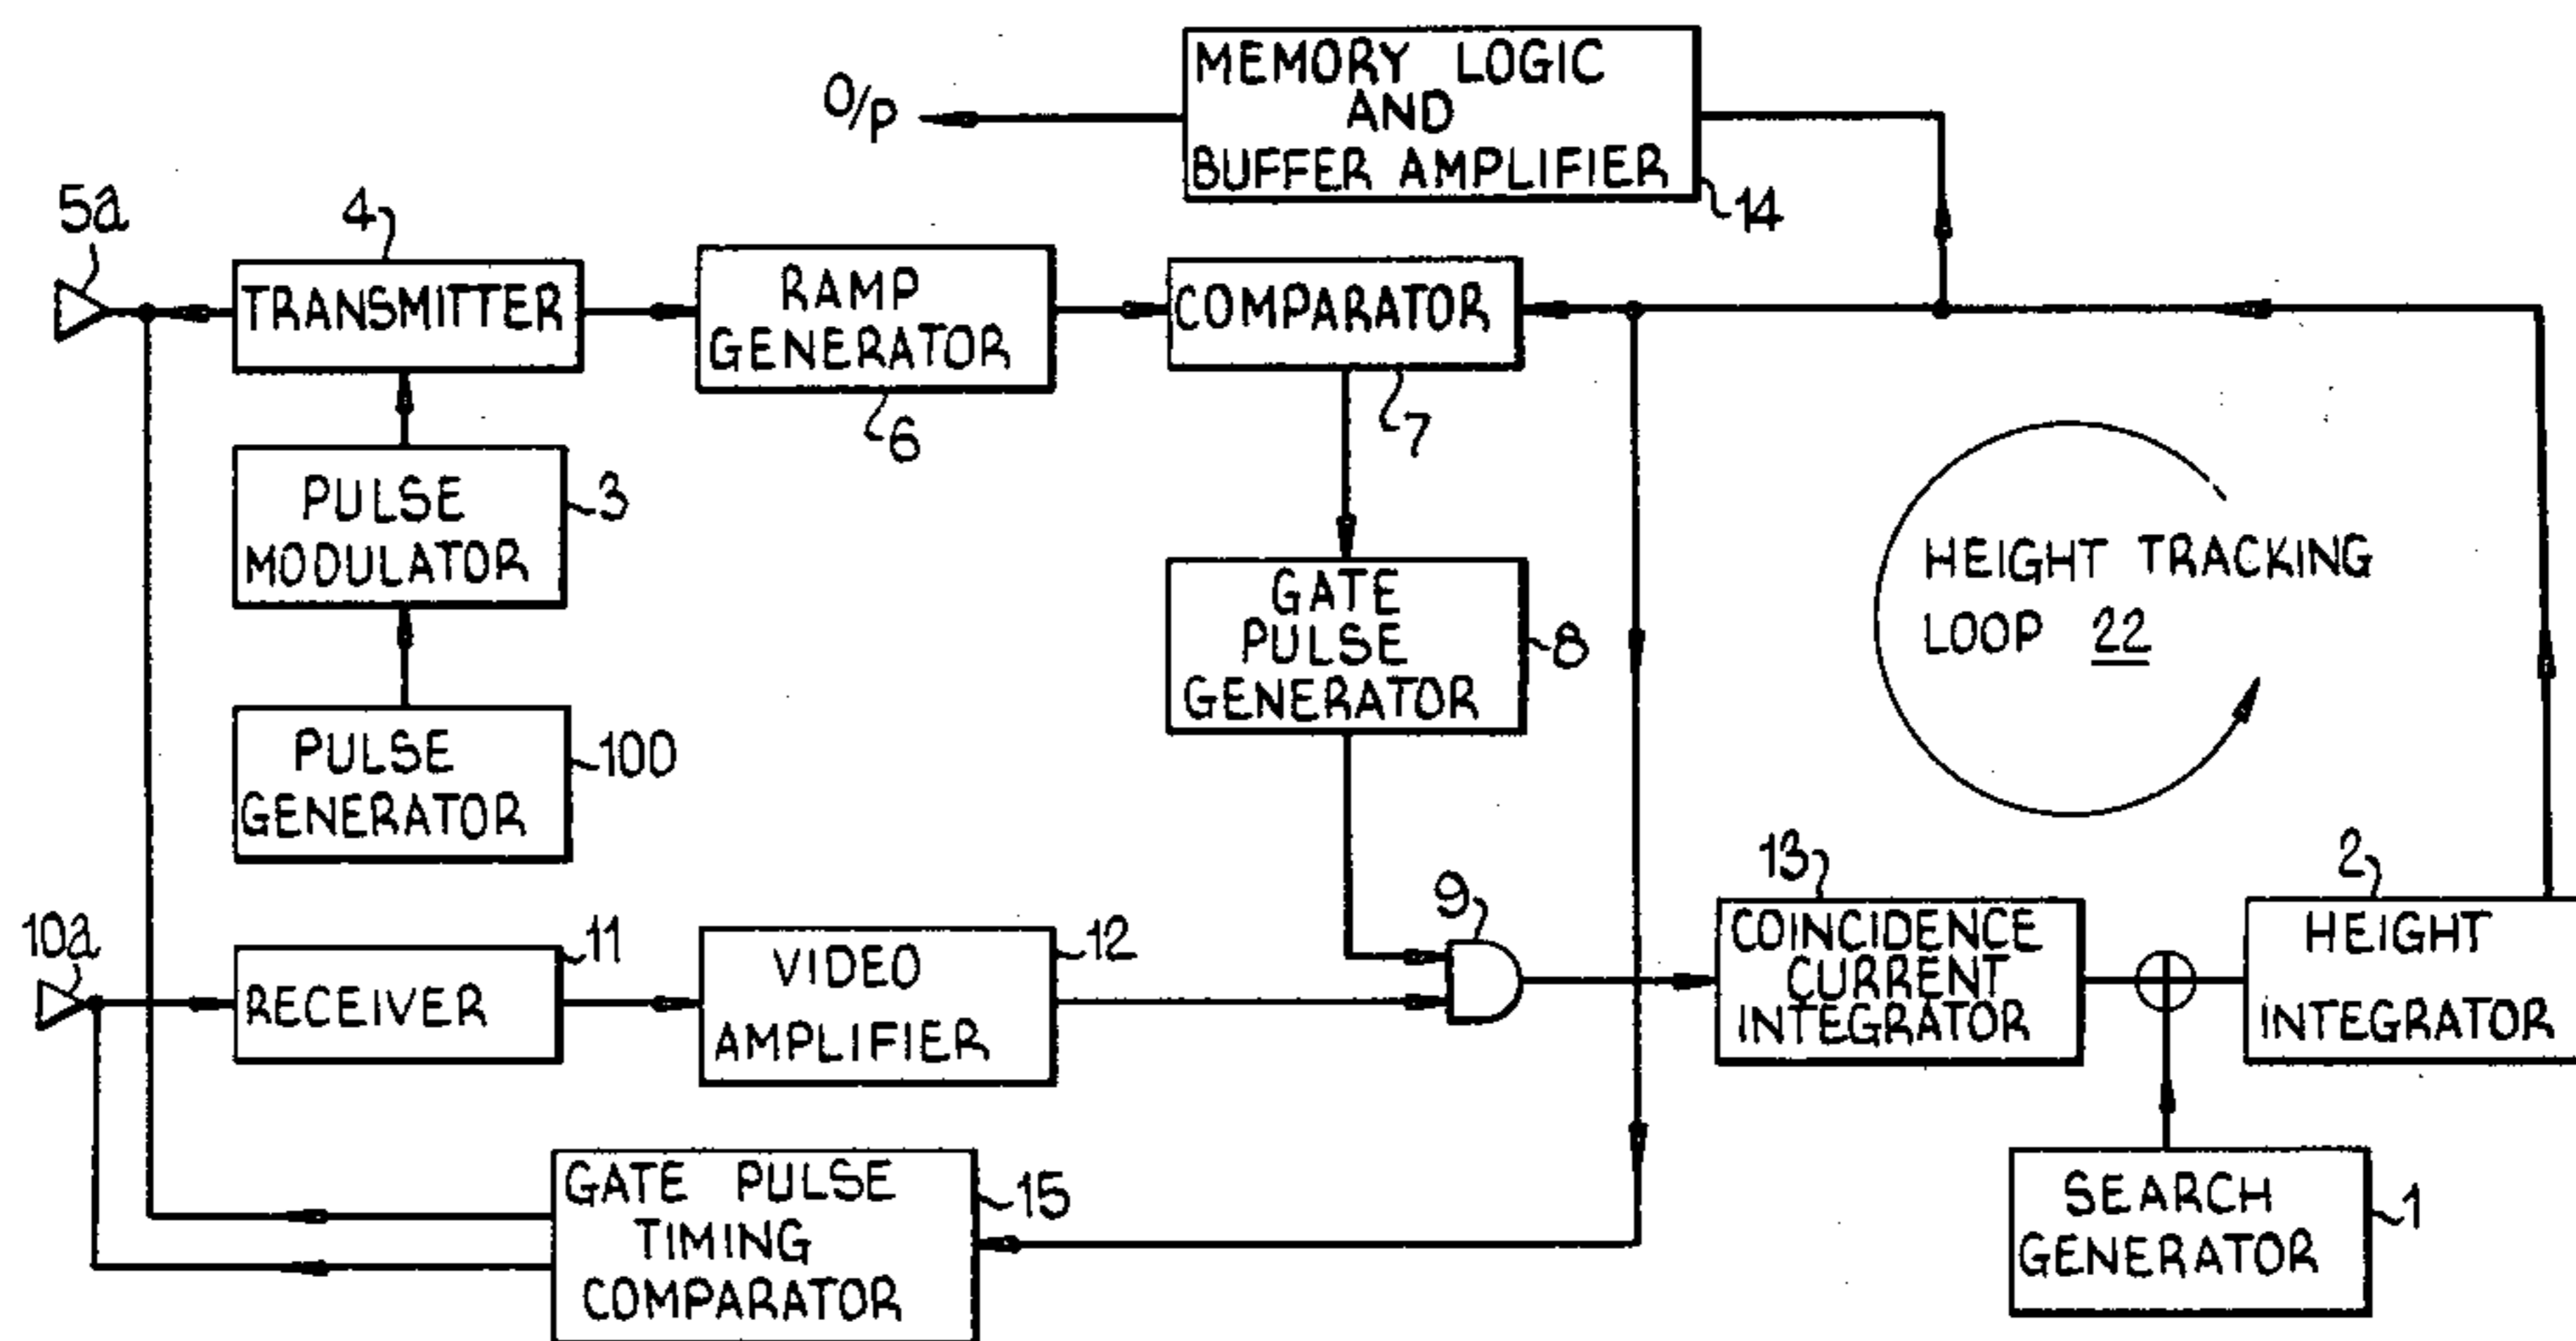 MEMORY LOGIC
AND
BUFFER AMPLIFIER
14
O/P
5a
4
TRANSMITTER
RAMP
GENERATOR
6
COMPARATOR
7
PULSE
MODULATOR
3
GATE
PULSE
GENERATOR
8
HEIGHT TRACKING
LOOP 22
PULSE
GENERATOR
100
10a
RECEIVER
11
VIDEO
AMPLIFIER
12
9
13
COINCIDENCE
CURRENT
INTEGRATOR
2
HEIGHT
INTEGRATOR
GATE PULSE
TIMING
COMPARATOR
15
SEARCH
GENERATOR
1